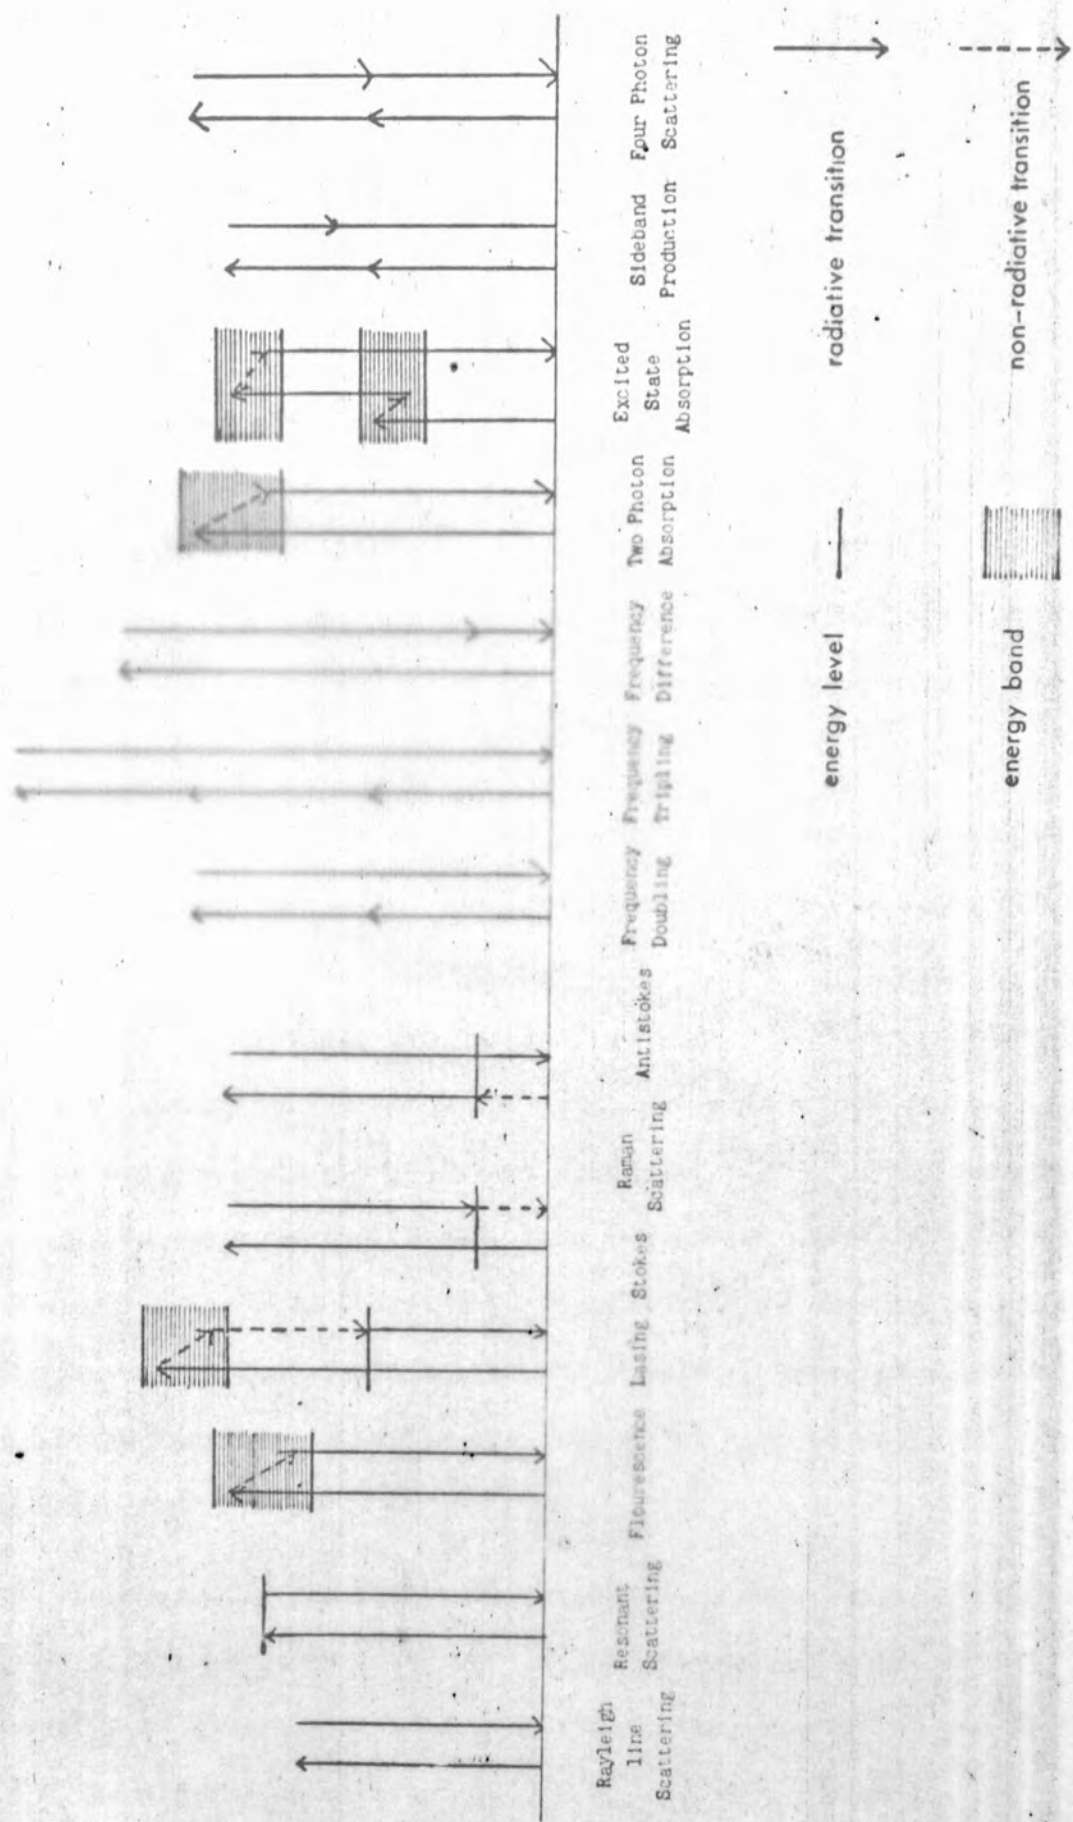 Rayleigh
line
Scattering
Resonant
Scattering
Flourescence
Lasing
Stokes
Raman
Scattering
Antistokes
Frequency
Doubling
Frequency
Tripling
Frequency
Difference
Two Photon
Absorption
Excited
State
Absorption
Sideband
Production
Four Photon
Scattering
energy level
radiative transition
energy band
non-radiative transition